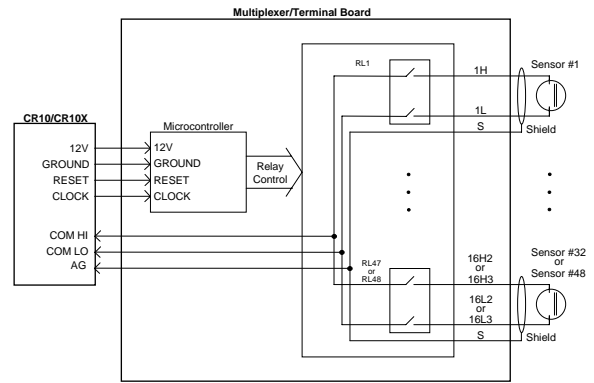 Multiplexer/Terminal Board
RL1
1H
Sensor #1
1L
S
Shield
CR10/CR10X
12V
GROUND
RESET
CLOCK
COM HI
COM LO
AG
Microcontroller
12V
GROUND
RESET
CLOCK
Relay
Control
RL47
or
RL48
16H2
or
16H3
16L2
or
16L3
S
Sensor #32
or
Sensor #48
Shield